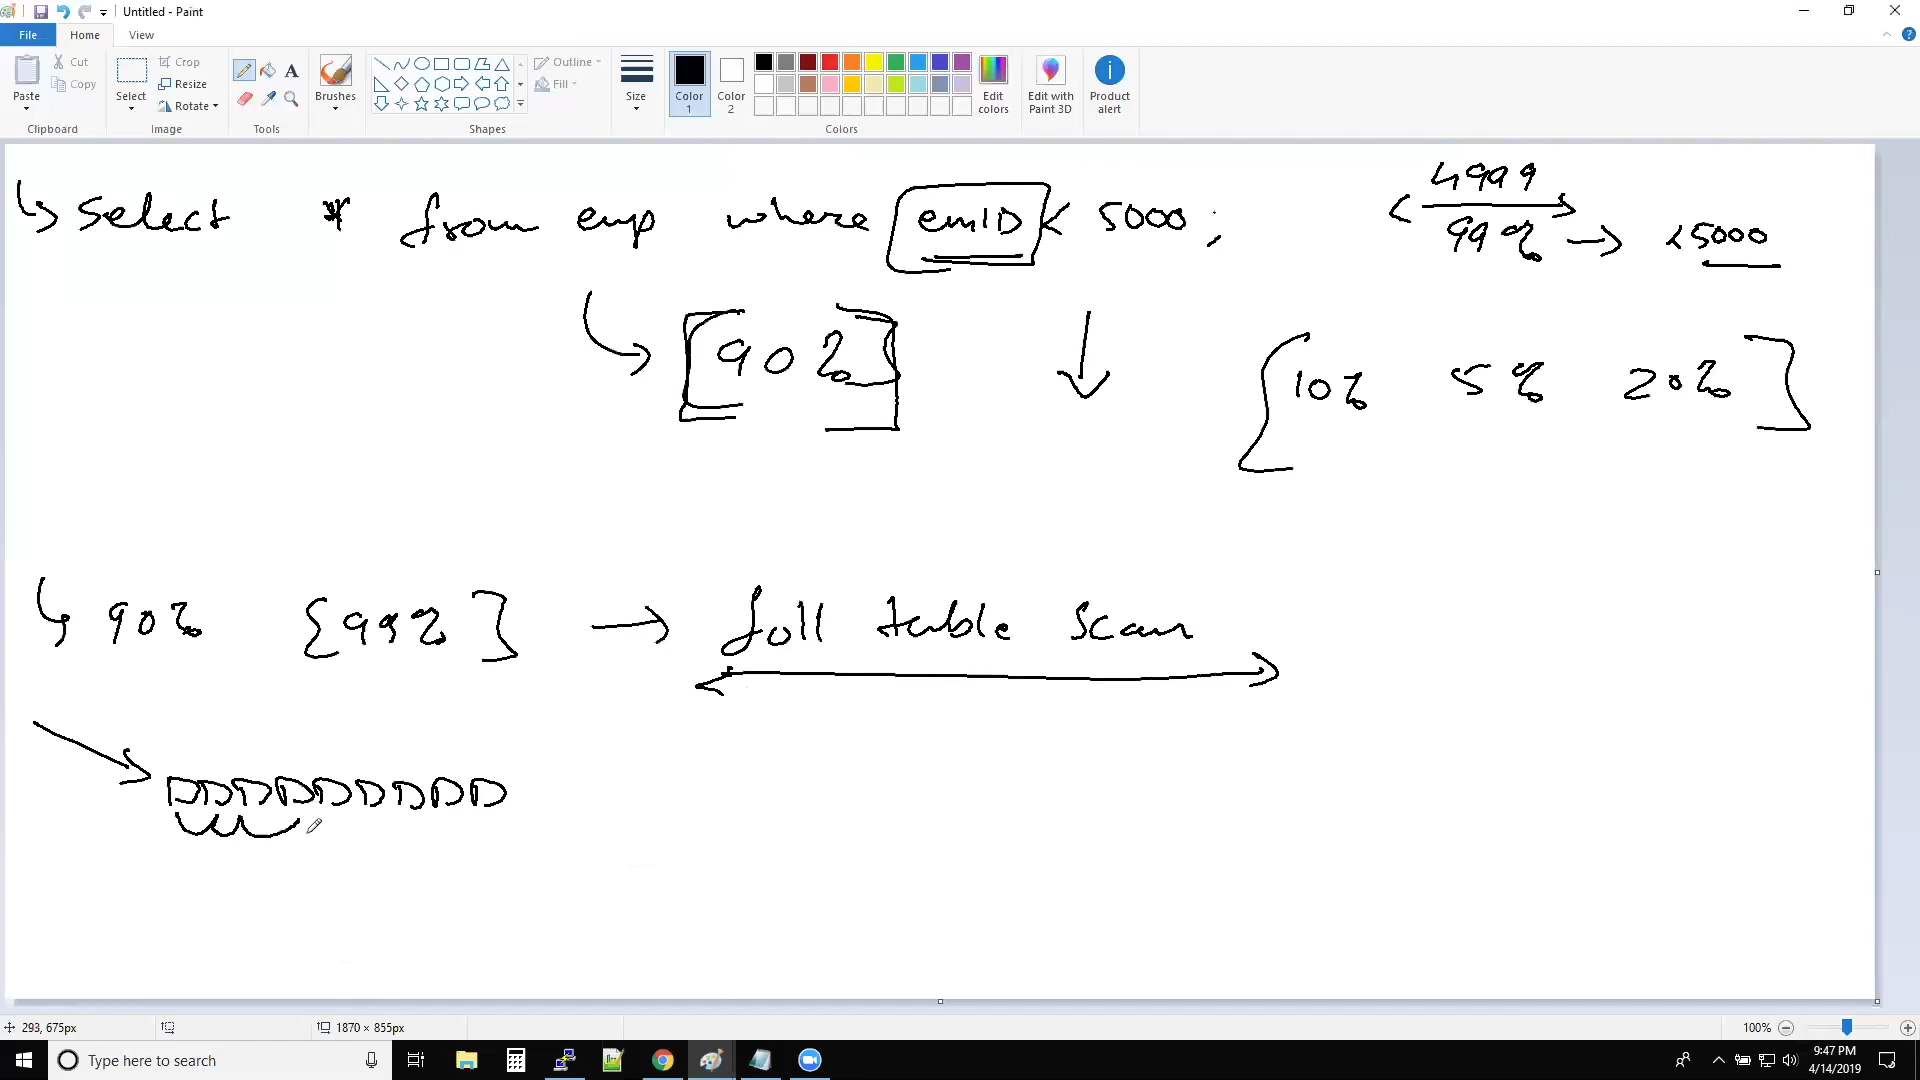 Untitled - Paint
File Home View
Paste Cut Copy Clipboard
Select Crop Resize Rotate Image
Tools
Brushes
Outline Fill Shapes
Size
Color 1 Color 2 Edit colors Colors
Edit with Paint 3D
Product alert
Select * from emp where emID < 5000 ;
4999
99% → <5000
[90%]
[10% 5% 20%]
90% {99%] → full table scan
DDDDDDDDD
293, 675px 1870 × 855px 100%
Type here to search
9:47 PM
4/14/2019